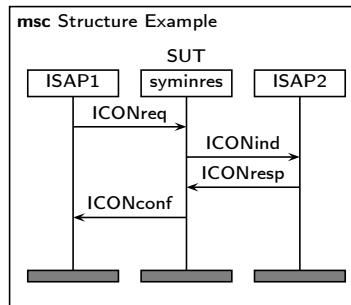 msc Structure Example
SUT
ISAP1 syminres ISAP2
ICONreq
ICONind
ICONresp
ICONconf